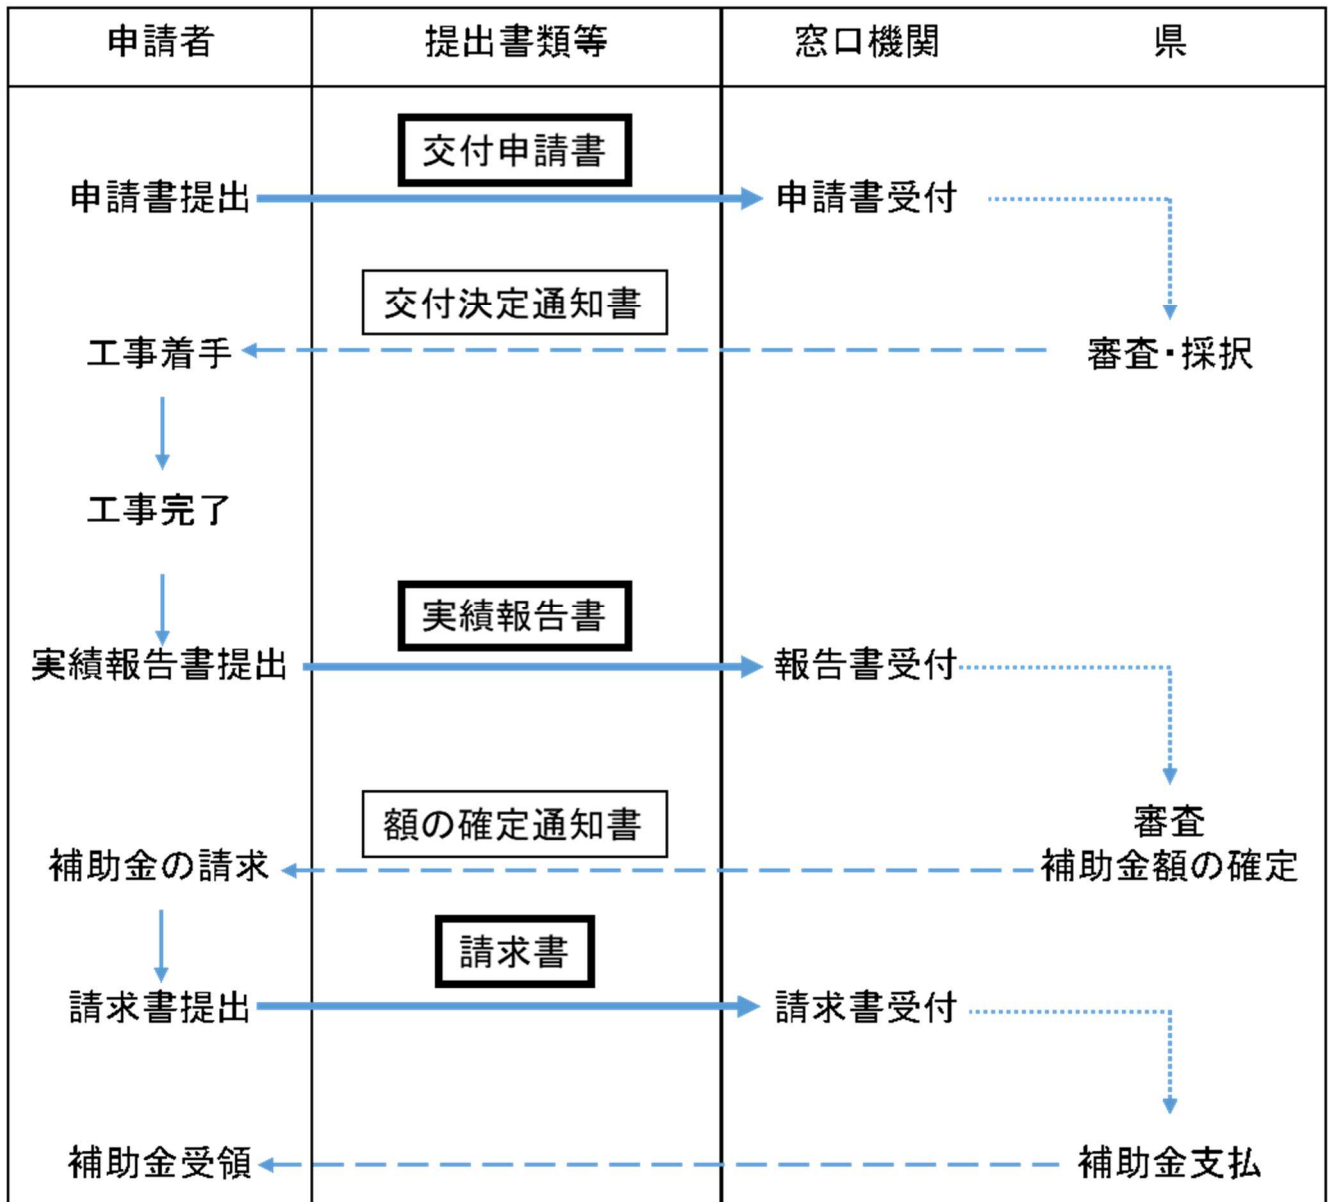 申請者
提出書類等
窓口機関
県
交付申請書
申請書提出
申請書受付
交付決定通知書
工事着手
審査・採択
工事完了
実績報告書
実績報告書提出
報告書受付
額の確定通知書
審査
補助金の請求
補助金額の確定
請求書
請求書提出
請求書受付
補助金受領
補助金支払